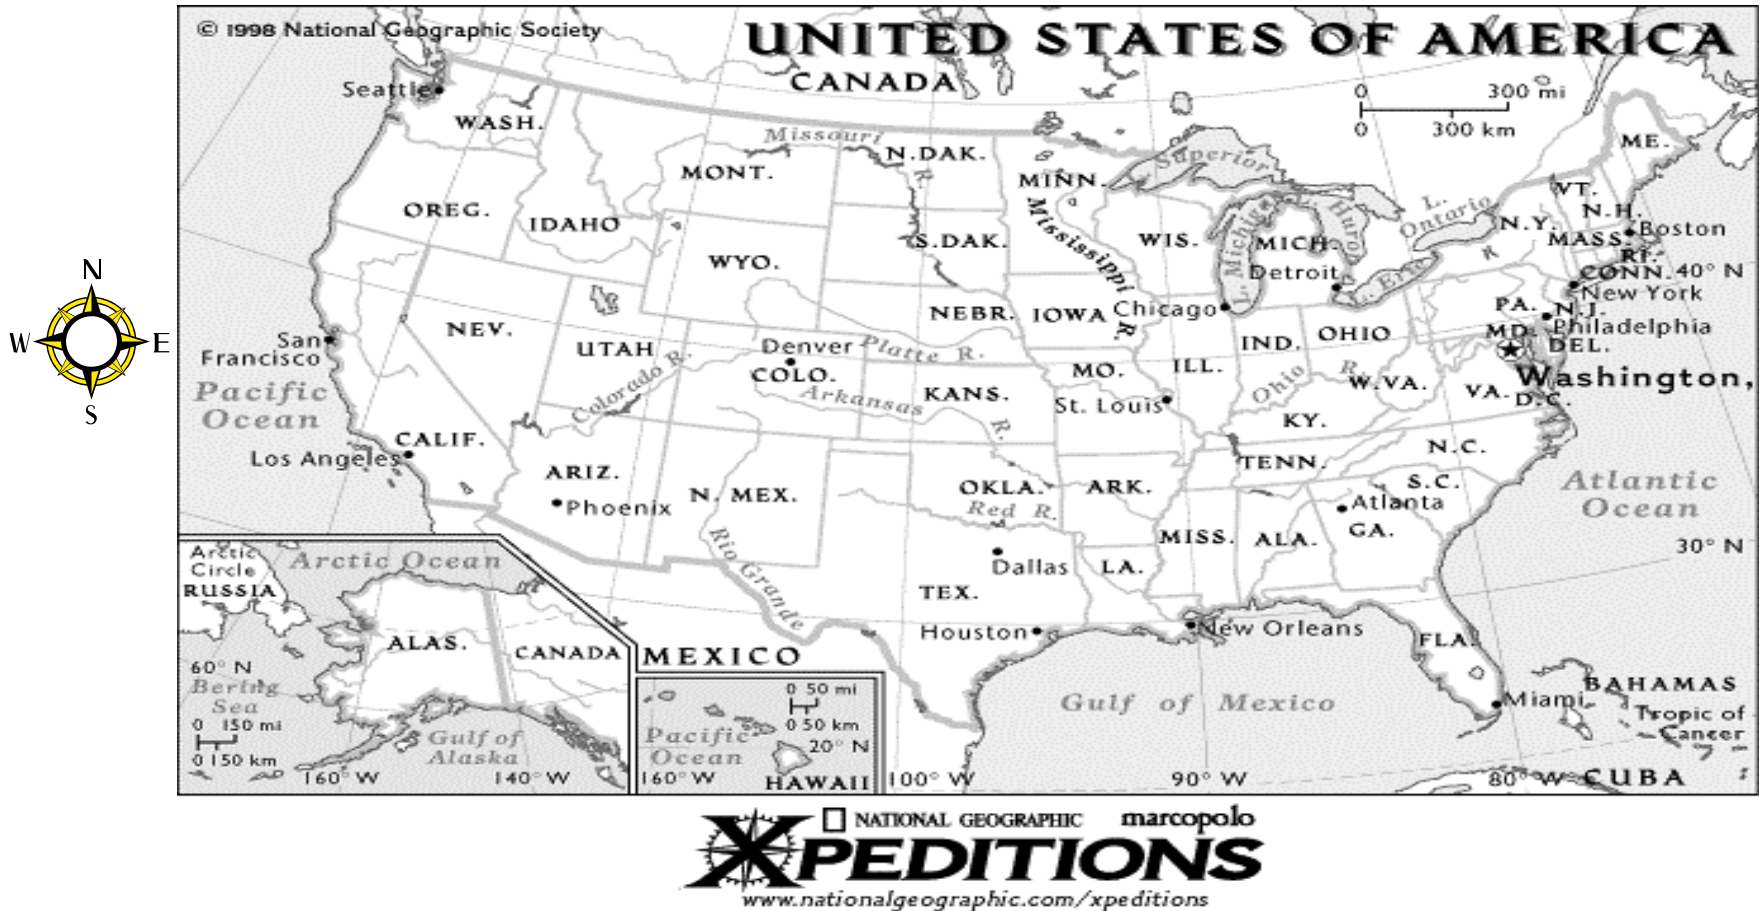 © 1998 National Geographic Society
UNITED STATES OF AMERICA
CANADA
0 300 mi
0 300 km
Seattle
WASH.
Missouri R.
N.DAK.
MINN.
L. Superior
ME.
MONT.
VT.
OREG.
IDAHO
Mississippi R.
L. Michigan
L. Huron
L. Ontario
N.H.
N.Y.
Boston
S.DAK.
WIS.
MICH.
MASS.
R.I.
WYO.
Detroit
L. Erie
CONN.
40° N
New York
N
W
E
S
NEBR.
IOWA
Chicago
PA.
N.J.
Philadelphia
NEV.
OHIO
MD.
San
Francisco
UTAH
Denver
Platte R.
IND.
DEL.
COLO.
Colorado R.
MO.
ILL.
Ohio R.
W.VA.
Washington,
D.C.
VA.
Pacific
Ocean
Arkansas R.
KANS.
St. Louis
KY.
CALIF.
N.C.
Los Angeles
ARIZ.
TENN.
Atlantic
Ocean
N. MEX.
OKLA.
ARK.
S.C.
Phoenix
Red R.
Atlanta
GA.
Rio Grande
MISS.
ALA.
30° N
Dallas
LA.
TEX.
Houston
New Orleans
FLA.
MEXICO
Gulf of Mexico
Miami
BAHAMAS
Tropic of
Cancer
100° W
90° W
80° W
CUBA
Arctic
Circle
RUSSIA
Arctic Ocean
ALAS.
CANADA
60° N
Bering
Sea
0 150 mi
0 150 km
Gulf of
Alaska
160° W
140° W
0 50 mi
0 50 km
Pacific
Ocean
20° N
160° W
HAWAII
NATIONAL GEOGRAPHIC marcopolo
XPEDITIONS
www.nationalgeographic.com/xpeditions